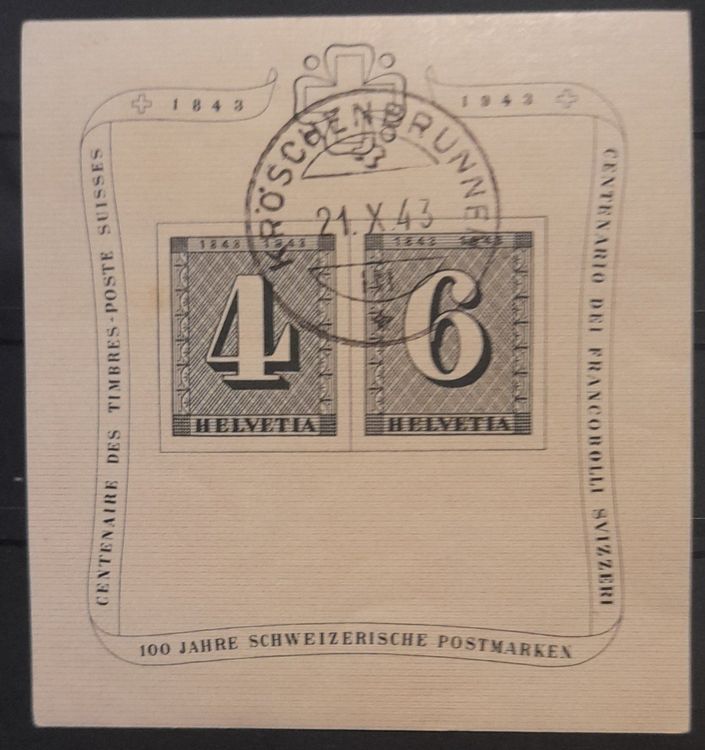 1843
1943
KRÖSCHENBRUNNEN
21.X.43
CENTENAIRE DES TIMBRES-POSTE SUISSES
CENTENARIO DEI FRANCOBOLLI SVIZZERI
1843 1943
4
HELVETIA
1843 1943
6
HELVETIA
100 JAHRE SCHWEIZERISCHE POSTMARKEN